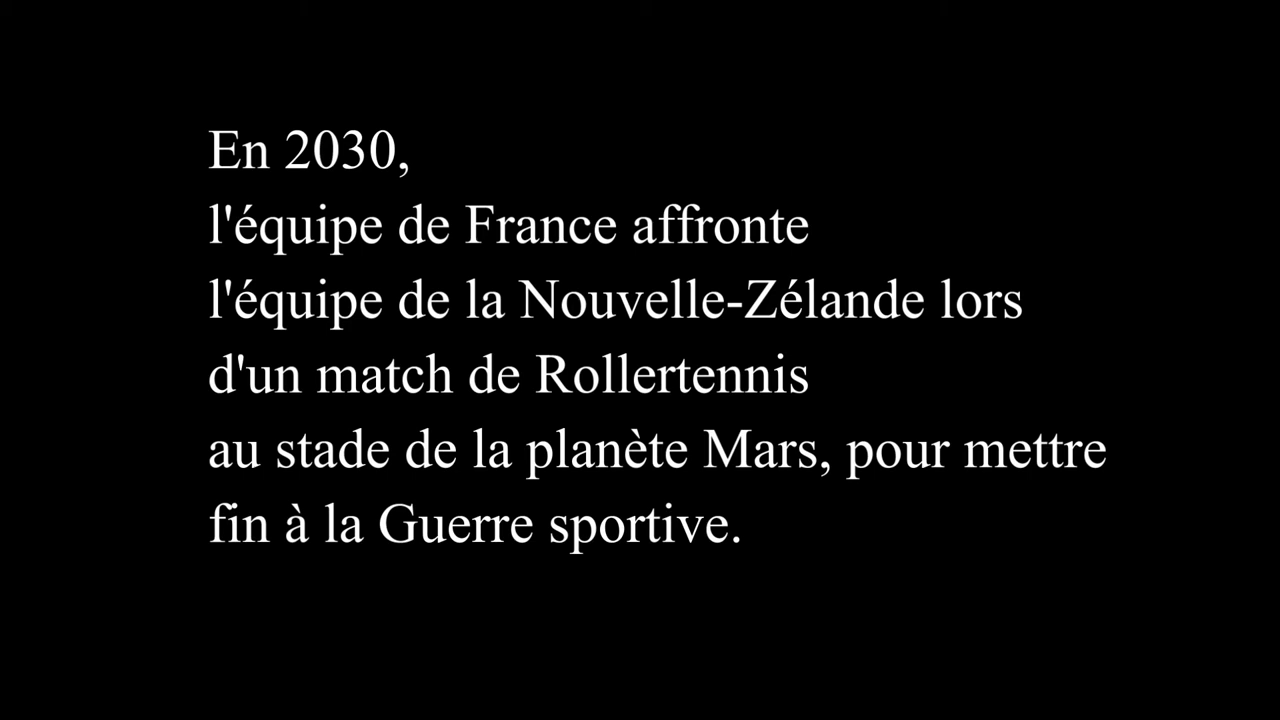 En 2030,
l'équipe de France affronte
l'équipe de la Nouvelle-Zélande lors
d'un match de Rollertennis
au stade de la planète Mars, pour mettre
fin à la Guerre sportive.